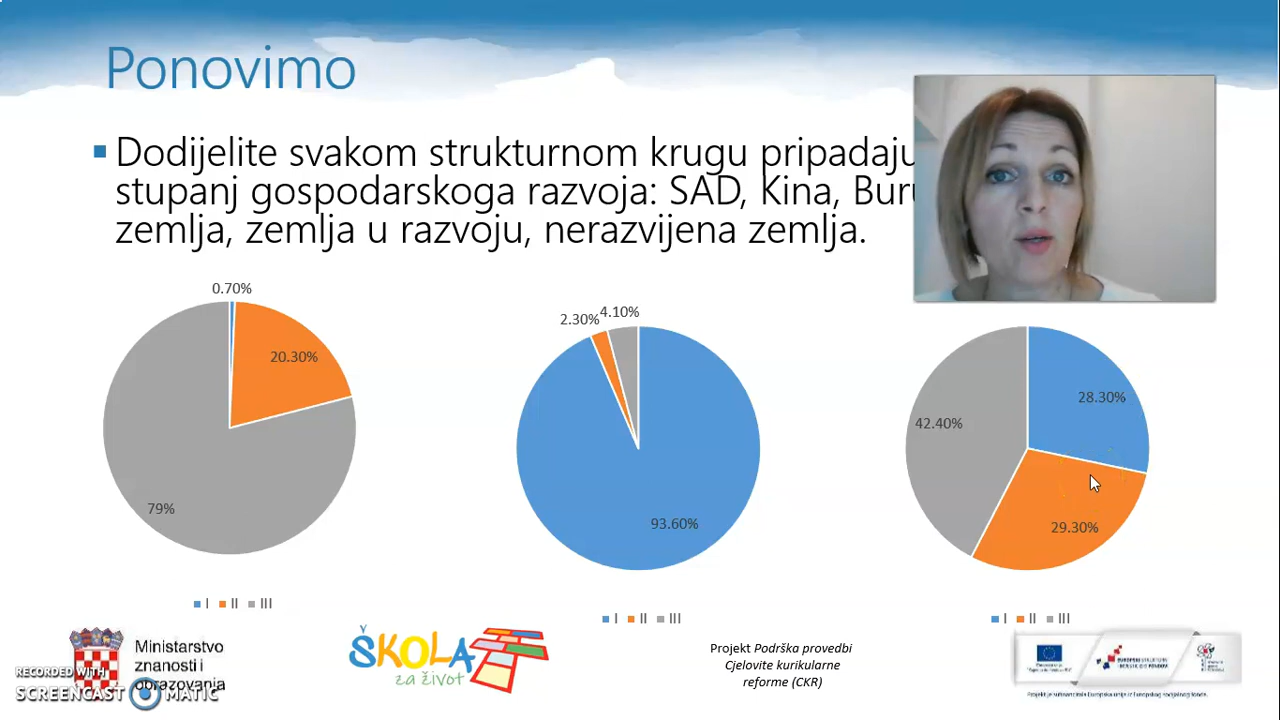 Ponovimo
Dodijelite svakom strukturnom krugu
stupanj gospodarskoga razvoja: SAD, Kina,
zemlja, zemlja u razvoju, nerazvijena zemlja.
0.70%
20.30%
79%
I II III
2.30%
4.10%
93.60%
I II III
28.30%
42.40%
29.30%
I II III
Ministarstvo
znanosti i
obrazovanja
RECORDED WITH
SCREENCAST MATIC
ŠKOLA
za život
Projekt Podrška provedbi
Cjelovite kurikularne
reforme (CKR)